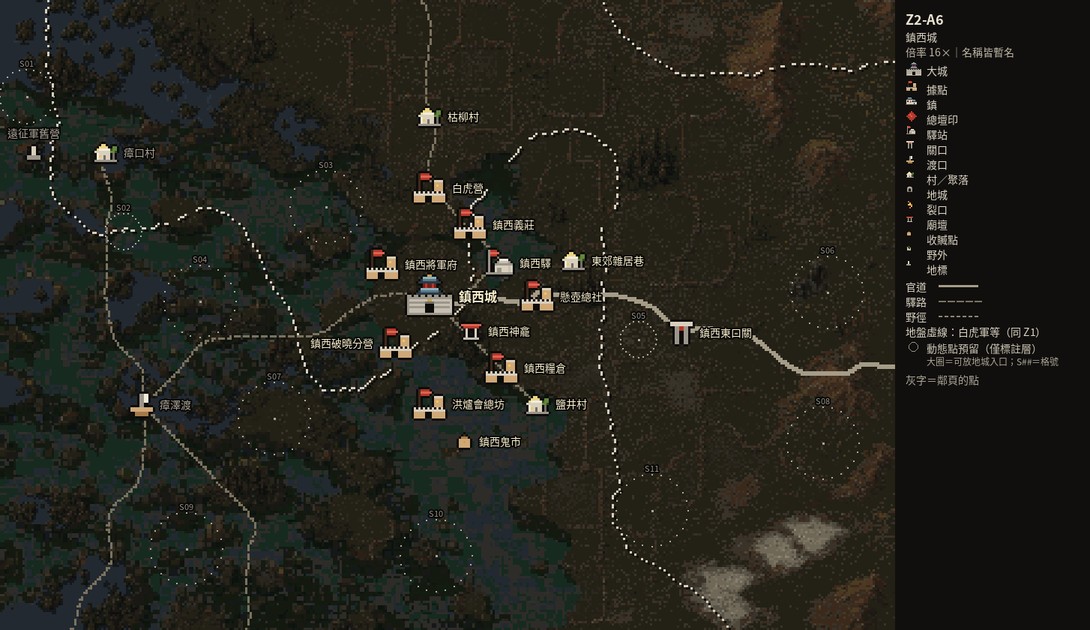 S01
遠征軍舊營
瘴口村
S02
S03
S04
枯柳村
白虎營
鎮西義莊
鎮西將軍府
鎮西驛
東郊雜居巷
鎮西城
懸壺總社
S05
S06
鎮西神龕
鎮西東日關
鎮西破曉分營
鎮西糧倉
S07
瘴澤渡
洪爐會總坊
鹽井村
S08
鎮西鬼市
S09
S10
S11
Z2-A6
鎮西城
倍率 16×｜名稱皆暫名
大城
據點
鎮
總壇印
驛站
關口
渡口
村／聚落
地城
裂口
廟壇
收贓點
野外
地標
官道
驛路
野徑
地盤虛線：白虎軍等（同 Z1）
動態點預留（僅標註層）
大圈＝可放地城入口；S##＝格號
灰字＝鄰頁的點